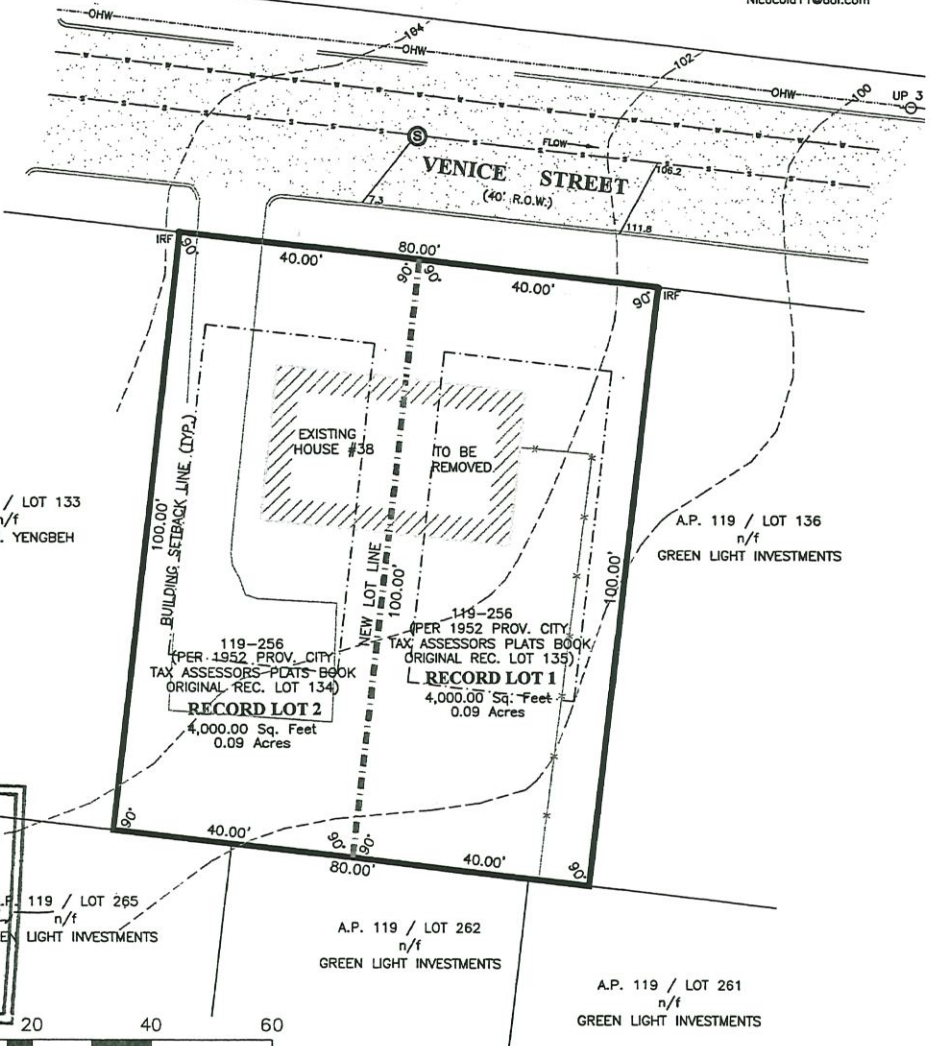 OHW
184
OHW
102
OHW
100
UP 3
S
FLOW
VENICE STREET
(40' R.O.W.)
7.3
106.2
111.8
IRF
90°
40.00'
80.00'
90°
90°
40.00'
90°
IRF
EXISTING
HOUSE #38
TO BE
REMOVED
BUILDING SETBACK LINE (TYP.)
100.00'
NEW LOT LINE
100.00'
100.00'
/ LOT 133
n/f
. YENGBEH
A.P. 119 / LOT 136
n/f
GREEN LIGHT INVESTMENTS
119-256
(PER 1952 PROV. CITY
TAX ASSESSORS PLATS BOOK
ORIGINAL REC. LOT 134)
RECORD LOT 2
4,000.00 Sq. Feet
0.09 Acres
119-256
(PER 1952 PROV. CITY
TAX ASSESSORS PLATS BOOK
ORIGINAL REC. LOT 135)
RECORD LOT 1
4,000.00 Sq. Feet
0.09 Acres
90°
40.00'
90°
90°
80.00'
40.00'
90°
.P. 119 / LOT 265
n/f
EN LIGHT INVESTMENTS
A.P. 119 / LOT 262
n/f
GREEN LIGHT INVESTMENTS
A.P. 119 / LOT 261
n/f
GREEN LIGHT INVESTMENTS
20 40 60